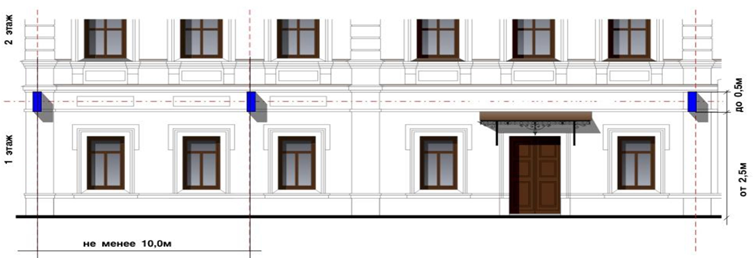 2 этаж
до 0,5м
1 этаж
от 2,5м
не менее 10,0м